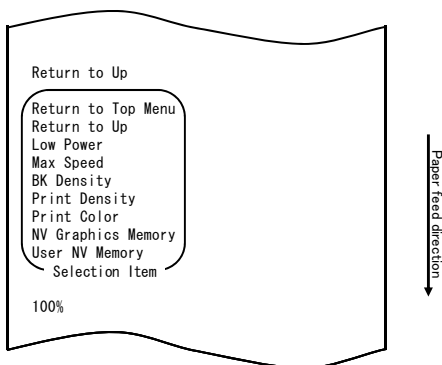 Return to Up
Return to Top Menu
Return to Up
Low Power
Max Speed
BK Density
Print Density
Print Color
NV Graphics Memory
User NV Memory
Selection Item
100%
Paper feed direction